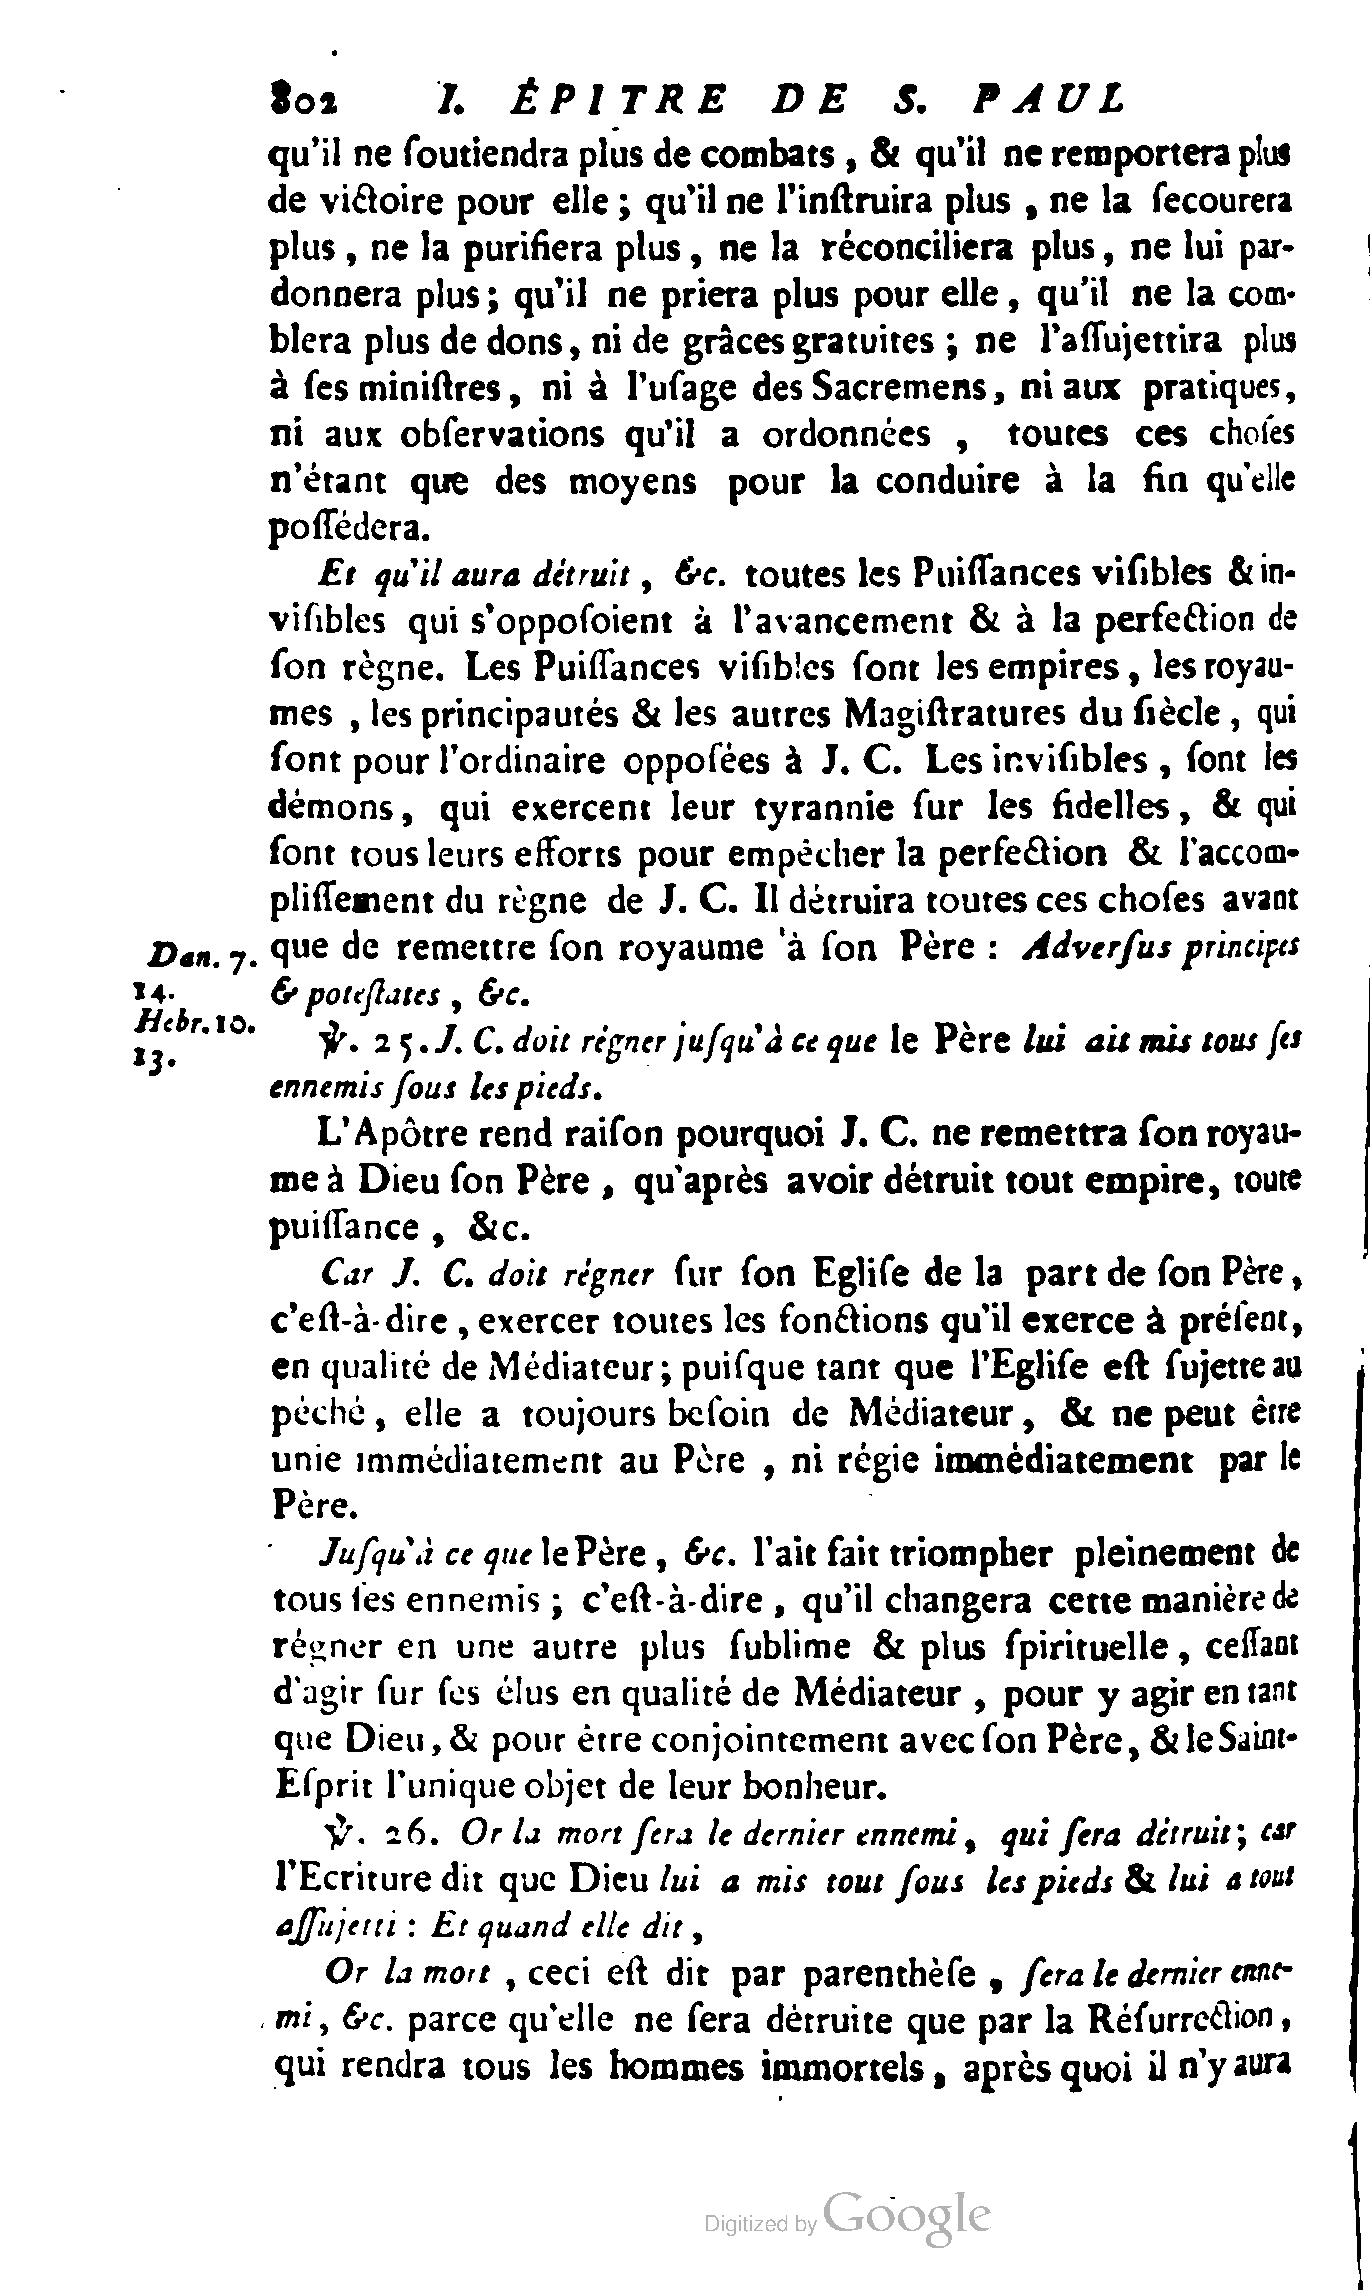 802 I. ÉPITRE DE S. PAUL
qu'il ne ſoutiendra plus de combats, & qu'il ne remportera plus
de victoire pour elle ; qu'il ne l'inſtruira plus , ne la ſecourera
plus , ne la purifiera plus , ne la réconciliera plus , ne lui par-
donnera plus ; qu'il ne priera plus pour elle , qu'il ne la com-
blera plus de dons, ni de grâces gratuites ; ne l'aſſujettira plus
à ſes miniſtres, ni à l'uſage des Sacremens, ni aux pratiques,
ni aux obſervations qu'il a ordonnées , toutes ces choſes
n'étant que des moyens pour la conduire à la fin qu'elle
poſſédera.
Et qu'il aura détruit , &c. toutes les Puiſſances viſibles & in-
viſibles qui s'oppoſoient à l'avancement & à la perfection de
ſon règne. Les Puiſſances viſibles ſont les empires , les royau-
mes , les principautés & les autres Magiſtratures du ſiècle , qui
ſont pour l'ordinaire oppoſées à J. C. Les inviſibles , ſont les
démons, qui exercent leur tyrannie ſur les fidelles, & qui
font tous leurs efforts pour empêcher la perfection & l'accom-
pliſſement du règne de J. C. Il détruira toutes ces choſes avant
que de remettre ſon royaume à ſon Père : Adverſus principes
& poteſtates , &c.
Dan. 7.
14.
Hebr. 10.
13.
℣. 25. J. C. doit régner juſqu'à ce que le Père lui ait mis tous ſes
ennemis ſous les pieds.
L'Apôtre rend raiſon pourquoi J. C. ne remettra ſon royau-
me à Dieu ſon Père , qu'après avoir détruit tout empire, toute
puiſſance , &c.
Car J. C. doit régner ſur ſon Egliſe de la part de ſon Père ,
c'eſt-à-dire , exercer toutes les fonctions qu'il exerce à préſent,
en qualité de Médiateur ; puiſque tant que l'Egliſe eſt ſujette au
péché , elle a toujours beſoin de Médiateur , & ne peut être
unie immédiatement au Père , ni régie immédiatement par le
Père.
Juſqu'à ce que le Père , &c. l'ait fait triompher pleinement de
tous ſes ennemis ; c'eſt-à-dire , qu'il changera cette manière de
régner en une autre plus ſublime & plus ſpirituelle , ceſſant
d'agir ſur ſes élus en qualité de Médiateur , pour y agir en tant
que Dieu, & pour être conjointement avec ſon Père, & le Saint-
Eſprit l'unique objet de leur bonheur.
℣. 26. Or la mort ſera le dernier ennemi , qui ſera détruit ; car
l'Ecriture dit que Dieu lui a mis tout ſous les pieds & lui a tout
aſſujetti : Et quand elle dit ,
Or la mort , ceci eſt dit par parenthèſe , ſera le dernier enne-
mi , &c. parce qu'elle ne ſera détruite que par la Réſurrection ,
qui rendra tous les hommes immortels , après quoi il n'y aura
Digitized by Google